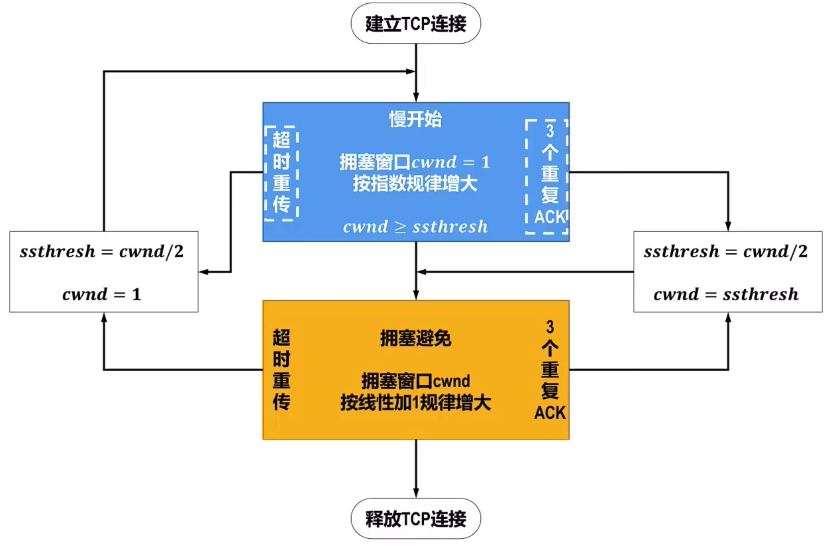 建立TCP连接
慢开始
超时重传
拥塞窗口cwnd = 1
按指数规律增大
cwnd ≥ ssthresh
3个重复ACK
ssthresh = cwnd/2
cwnd = 1
ssthresh = cwnd/2
cwnd = ssthresh
超时重传
拥塞避免
拥塞窗口cwnd
按线性加1规律增大
3个重复ACK
释放TCP连接